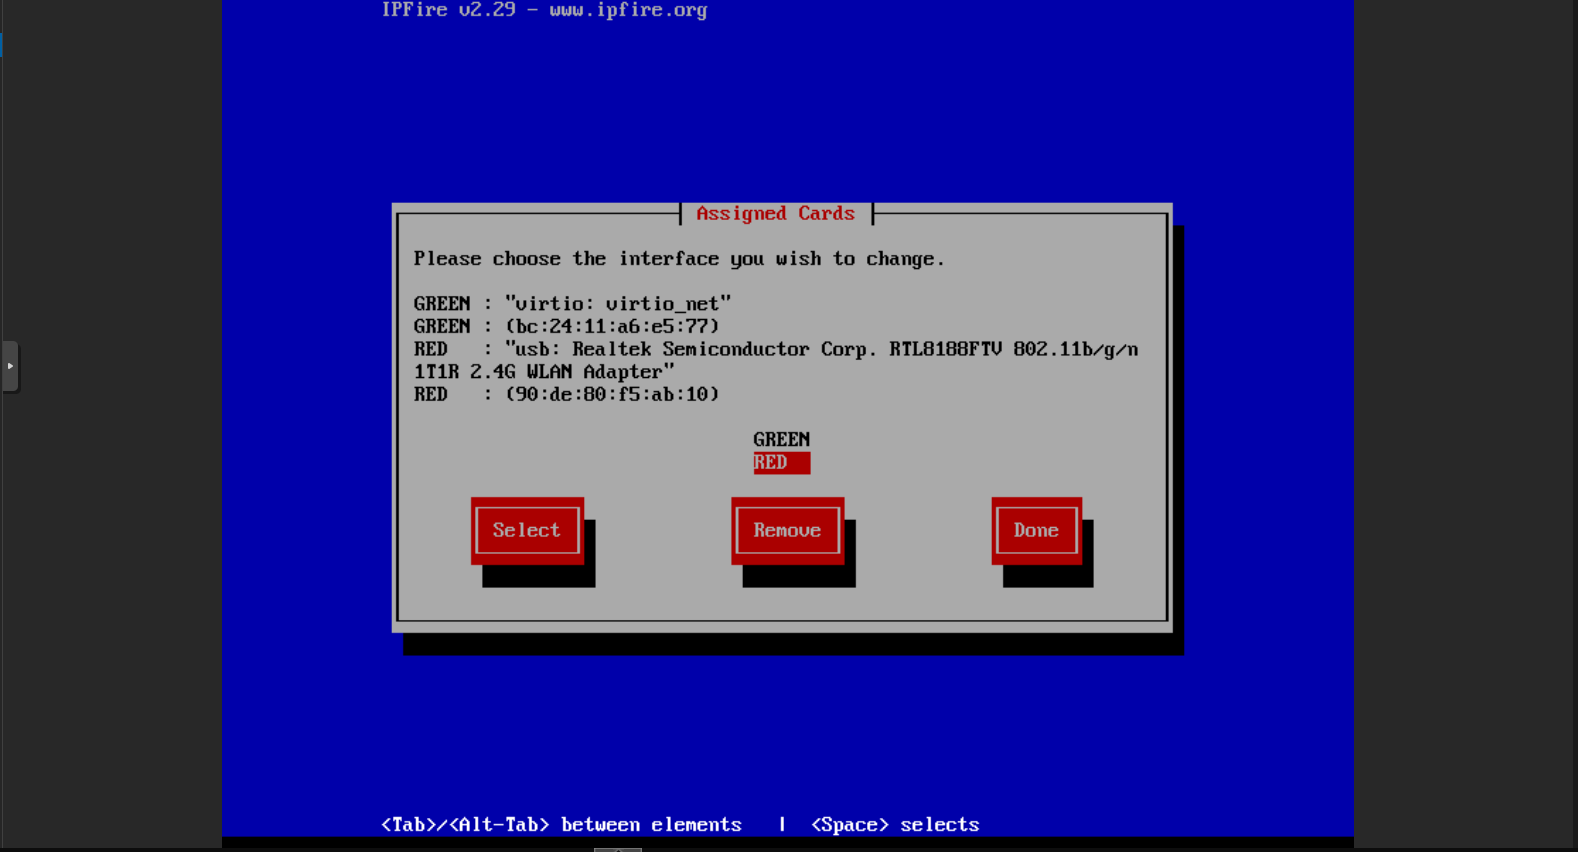 IPFire v2.29 - www.ipfire.org
Assigned Cards
Please choose the interface you wish to change.
GREEN : "virtio: virtio_net"
GREEN : (bc:24:11:a6:e5:77)
RED : "usb: Realtek Semiconductor Corp. RTL8188FTV 802.11b/g/n
1T1R 2.4G WLAN Adapter"
RED : (90:de:80:f5:ab:10)
GREEN
RED
Select Remove Done
<Tab>/<Alt-Tab> between elements | <Space> selects